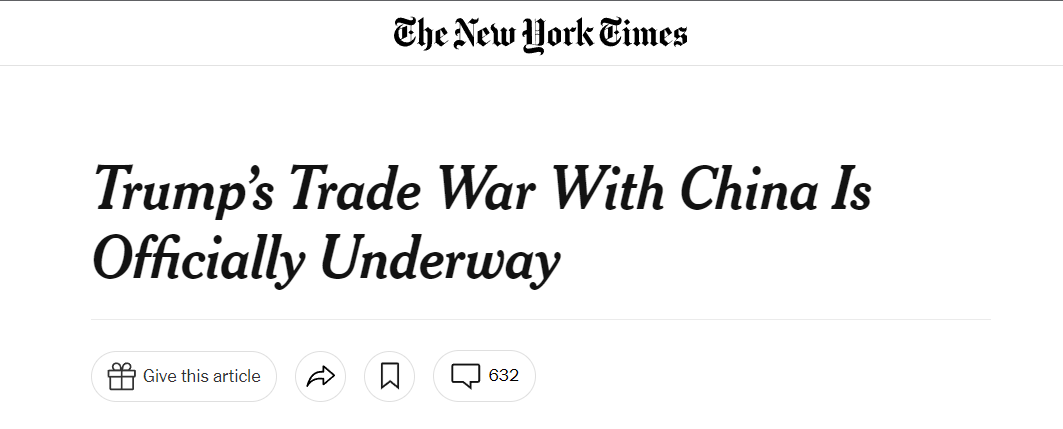 The New York Times
Trump’s Trade War With China Is
Officially Underway
Give this article
632